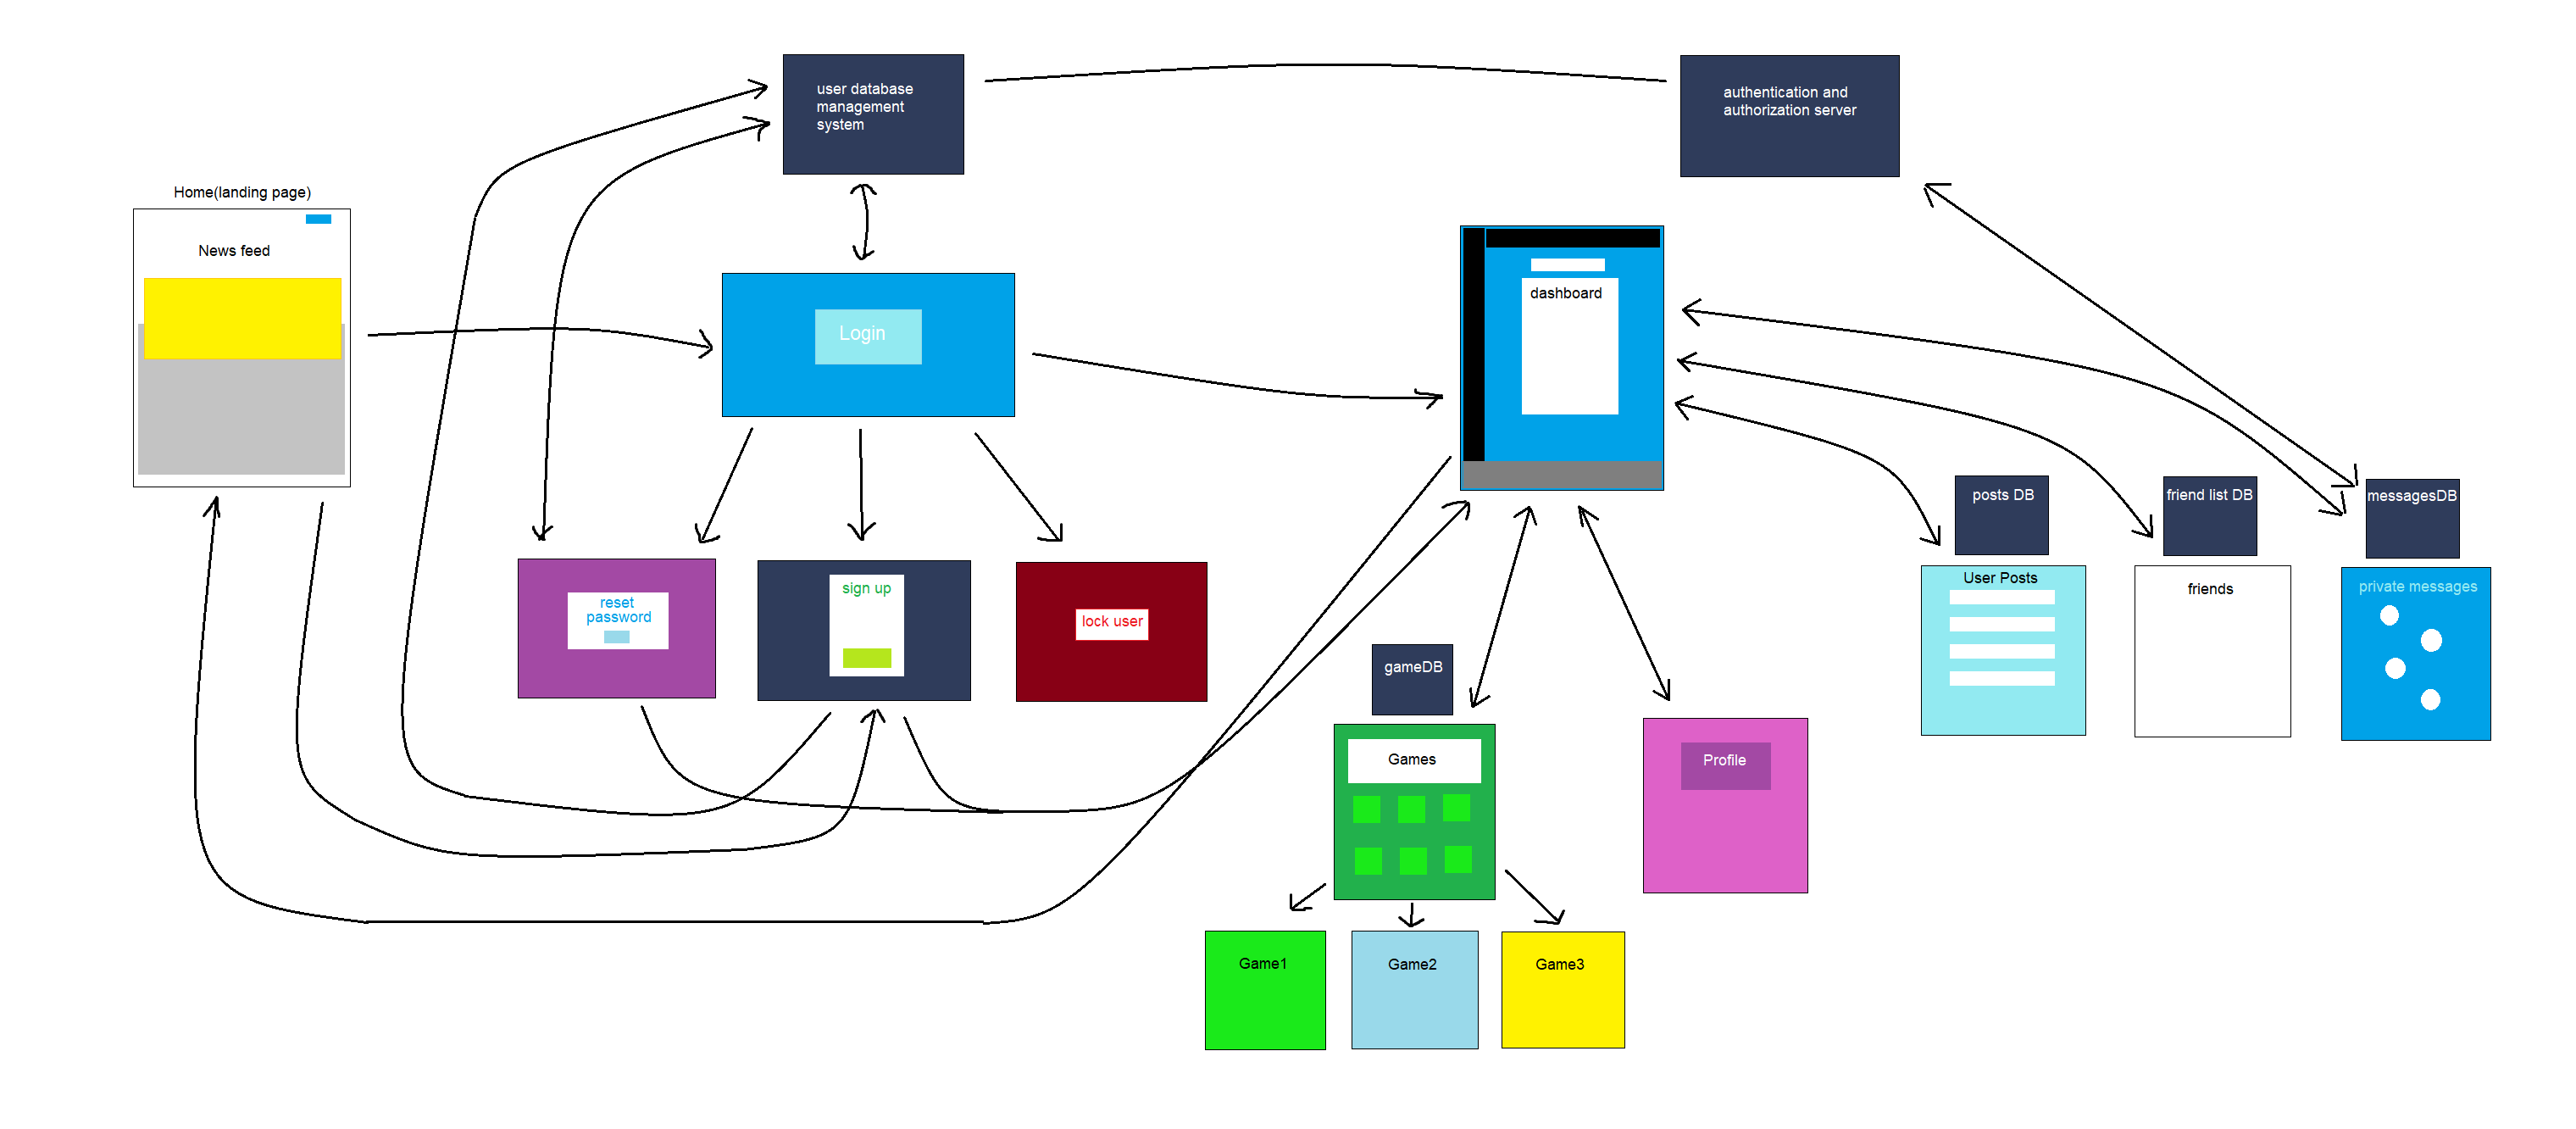 user database
management
system
authentication and
authorization server
Home(landing page)
News feed
Login
dashboard
reset
password
sign up
lock user
posts DB
friend list DB
messagesDB
User Posts
friends
private messages
gameDB
Games
Profile
Game1
Game2
Game3